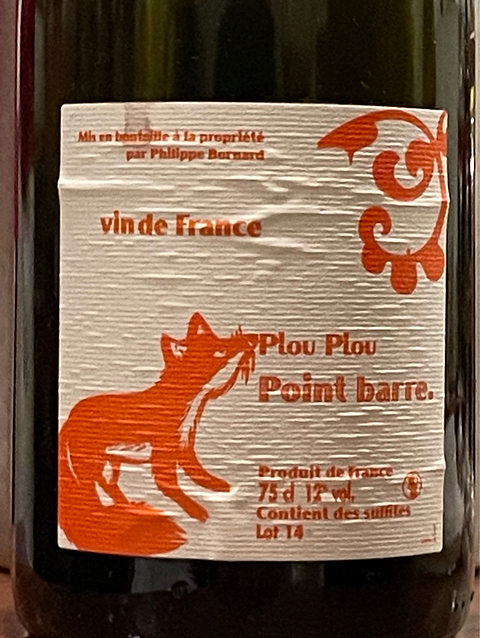 Mis en bouteille à la propriété
par Philippe Bornard
vin de France
Plou Plou
Point barre.
Produit de France
75 cl 12° vol.
Contient des sulfites
Lot 14